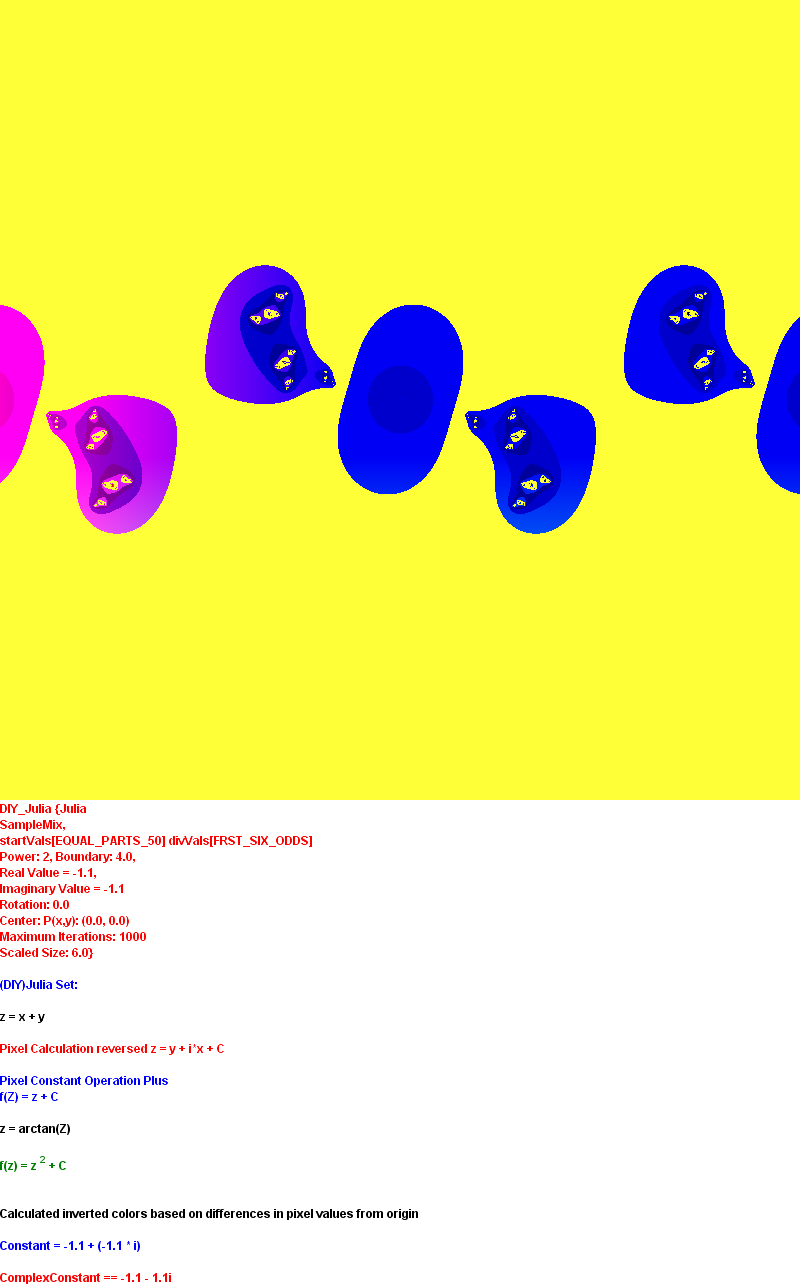 DIY_Julia {Julia
SampleMix,
startVals[EQUAL_PARTS_50] divVals[FRST_SIX_ODDS]
Power: 2, Boundary: 4.0,
Real Value = -1.1,
Imaginary Value = -1.1
Rotation: 0.0
Center: P(x,y): (0.0, 0.0)
Maximum Iterations: 1000
Scaled Size: 6.0}
(DIY)Julia Set:
z = x + y
Pixel Calculation reversed z = y + i*x + C
Pixel Constant Operation Plus
f(Z) = z + C
z = arctan(Z)
f(z) = z 2 + C
Calculated inverted colors based on differences in pixel values from origin
Constant = -1.1 + (-1.1 * i)
ComplexConstant == -1.1 - 1.1i